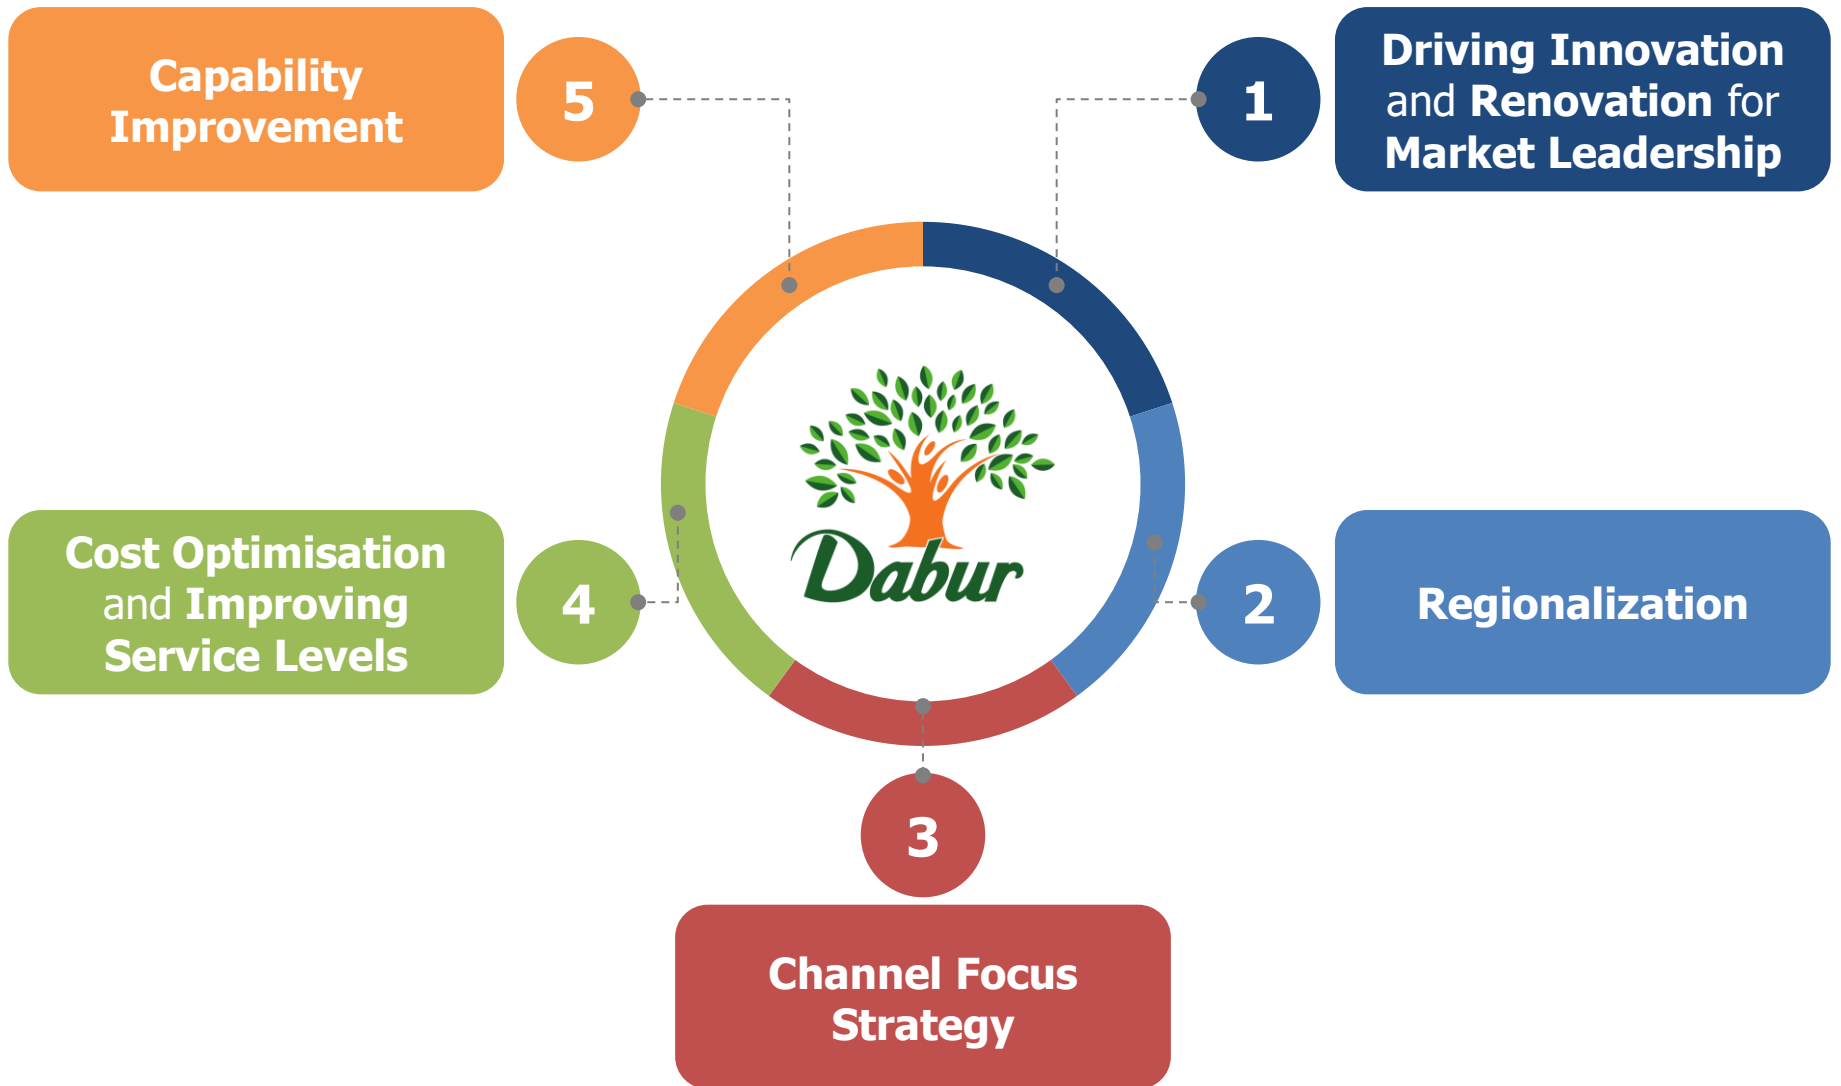 1
Driving Innovation
and Renovation for
Market Leadership
2
Regionalization
3
Channel Focus
Strategy
4
Cost Optimisation
and Improving
Service Levels
5
Capability
Improvement
Dabur